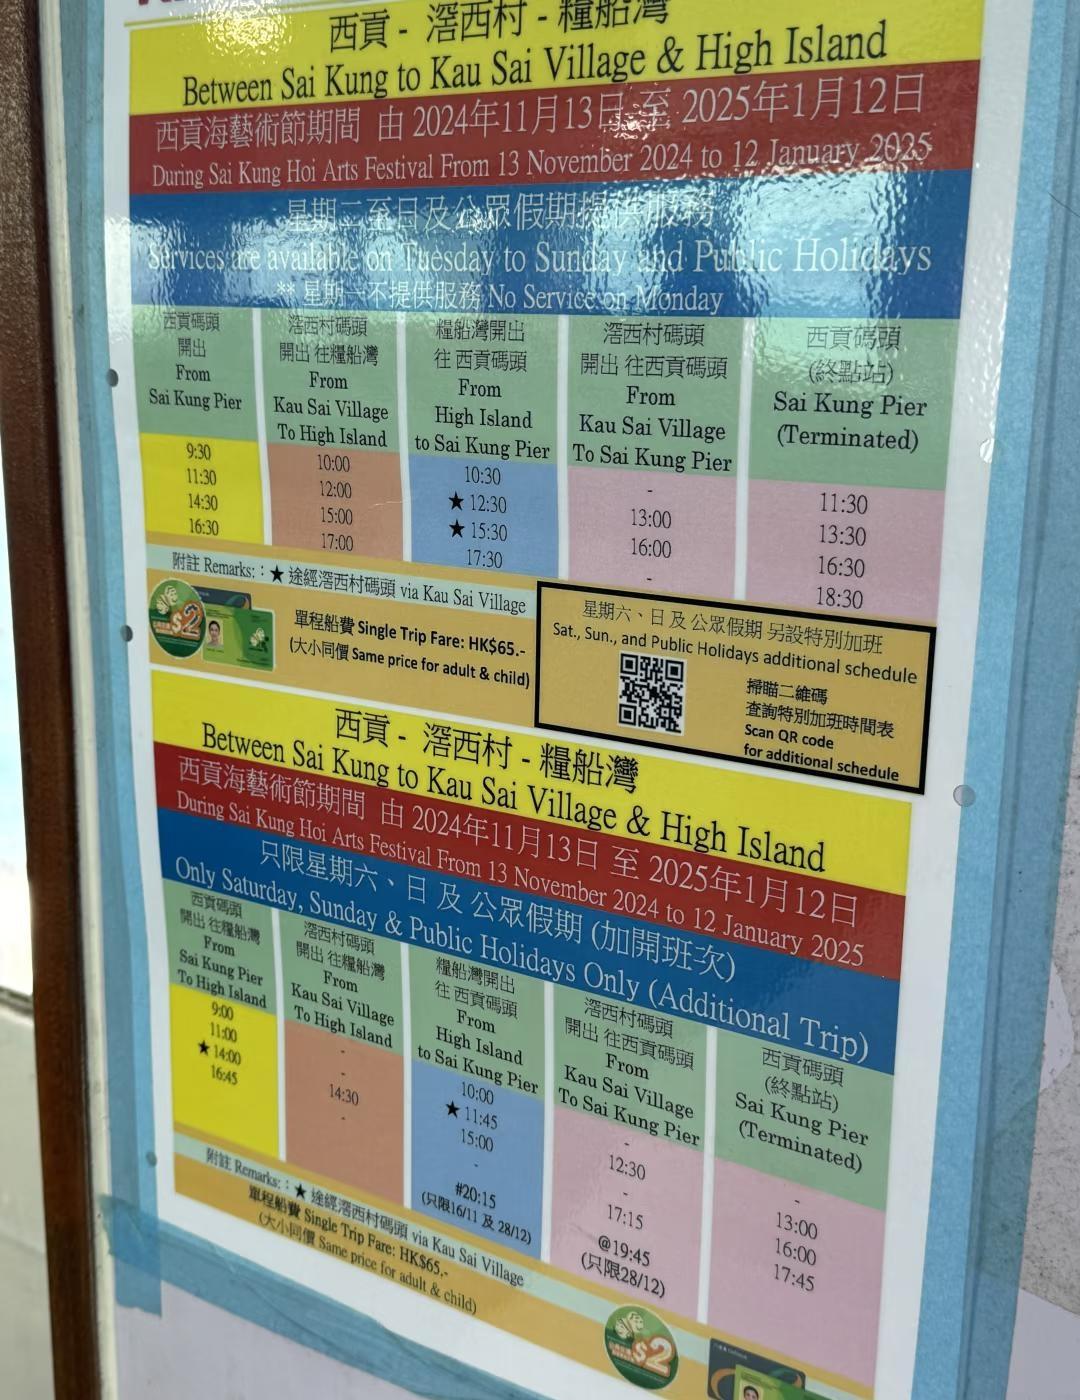 西貢 - 滘西村 - 糧船灣
Between Sai Kung to Kau Sai Village & High Island
西貢海藝術節期間 由 2024年11月13日 至 2025年1月12日
During Sai Kung Hoi Arts Festival From 13 November 2024 to 12 January 2025
星期二至日及公眾假期提供服務
Services are available on Tuesday to Sunday and Public Holidays
** 星期一不提供服務 No Service on Monday
西貢碼頭
開出
From
Sai Kung Pier
9:30
11:30
14:30
16:30
滘西村碼頭
開出 往糧船灣
From
Kau Sai Village
To High Island
10:00
12:00
15:00
17:00
糧船灣開出
往 西貢碼頭
From
High Island
to Sai Kung Pier
10:30
★ 12:30
★ 15:30
17:30
滘西村碼頭
開出 往西貢碼頭
From
Kau Sai Village
To Sai Kung Pier
-
13:00
16:00
-
西貢碼頭
(終點站)
Sai Kung Pier
(Terminated)
11:30
13:30
16:30
18:30
附註 Remarks: : ★ 途經滘西村碼頭 via Kau Sai Village
$2
單程船費 Single Trip Fare: HK$65.-
(大小同價 Same price for adult & child)
星期六、日 及 公眾假期 另設特別加班
Sat., Sun., and Public Holidays additional schedule
掃瞄二維碼
查詢特別加班時間表
Scan QR code
for additional schedule
西貢 - 滘西村 - 糧船灣
Between Sai Kung to Kau Sai Village & High Island
西貢海藝術節期間 由 2024年11月13日 至 2025年1月12日
During Sai Kung Hoi Arts Festival From 13 November 2024 to 12 January 2025
只限星期六、日 及 公眾假期 (加開班次)
Only Saturday, Sunday & Public Holidays Only (Additional Trip)
西貢碼頭
開出 往糧船灣
From
Sai Kung Pier
To High Island
9:00
11:00
★ 14:00
16:45
滘西村碼頭
開出 往糧船灣
From
Kau Sai Village
To High Island
-
-
14:30
-
糧船灣開出
往 西貢碼頭
From
High Island
to Sai Kung Pier
10:00
★ 11:45
15:00
-
#20:15
(只限16/11 及 28/12)
滘西村碼頭
開出 往西貢碼頭
From
Kau Sai Village
To Sai Kung Pier
-
12:30
-
17:15
@19:45
(只限28/12)
西貢碼頭
(終點站)
Sai Kung Pier
(Terminated)
-
13:00
16:00
17:45
附註 Remarks: : ★ 途經滘西村碼頭 via Kau Sai Village
單程船費 Single Trip Fare: HK$65.-
(大小同價 Same price for adult & child)
$2